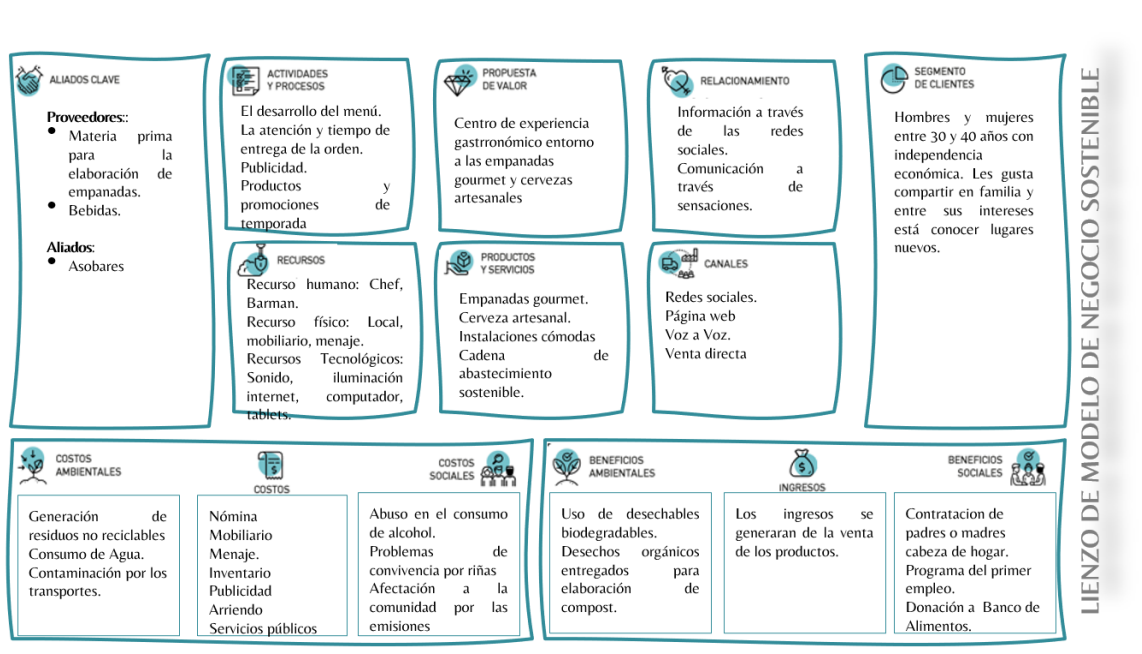 ALIADOS CLAVE
Proveedores::
Materia prima
para la
elaboración de
empanadas.
Bebidas.
Aliados:
Asobares
ACTIVIDADES
Y PROCESOS
El desarrollo del menú.
La atención y tiempo de
entrega de la orden.
Publicidad.
Productos y
promociones de
temporada
RECURSOS
Recurso humano: Chef,
Barman.
Recurso físico: Local,
mobiliario, menaje.
Recursos Tecnológicos:
Sonido, iluminación
internet, computador,
tablets.
PROPUESTA
DE VALOR
Centro de experiencia
gastrronómico entorno
a las empanadas
gourmet y cervezas
artesanales
PRODUCTOS
Y SERVICIOS
Empanadas gourmet.
Cerveza artesanal.
Instalaciones cómodas
Cadena de
abastecimiento
sostenible.
RELACIONAMIENTO
Información a través
de las redes
sociales.
Comunicación a
través de
sensaciones.
CANALES
Redes sociales.
Página web
Voz a Voz.
Venta directa
SEGMENTO
DE CLIENTES
Hombres y mujeres
entre 30 y 40 años con
independencia
económica. Les gusta
compartir en familia y
entre sus intereses
está conocer lugares
nuevos.
COSTOS
AMBIENTALES
Generación de
residuos no reciclables
Consumo de Agua.
Contaminación por los
transportes.
COSTOS
Nómina
Mobiliario
Menaje.
Inventario
Publicidad
Arriendo
Servicios públicos
COSTOS
SOCIALES
Abuso en el consumo
de alcohol.
Problemas de
convivencia por riñas
Afectación a la
comunidad por las
emisiones
BENEFICIOS
AMBIENTALES
Uso de desechables
biodegradables.
Desechos orgánicos
entregados para
elaboración de
compost.
INGRESOS
Los ingresos se
generaran de la venta
de los productos.
BENEFICIOS
SOCIALES
Contratacion de
padres o madres
cabeza de hogar.
Programa del primer
empleo.
Donación a Banco de
Alimentos.
LIENZO DE MODELO DE NEGOCIO SOSTENIBLE